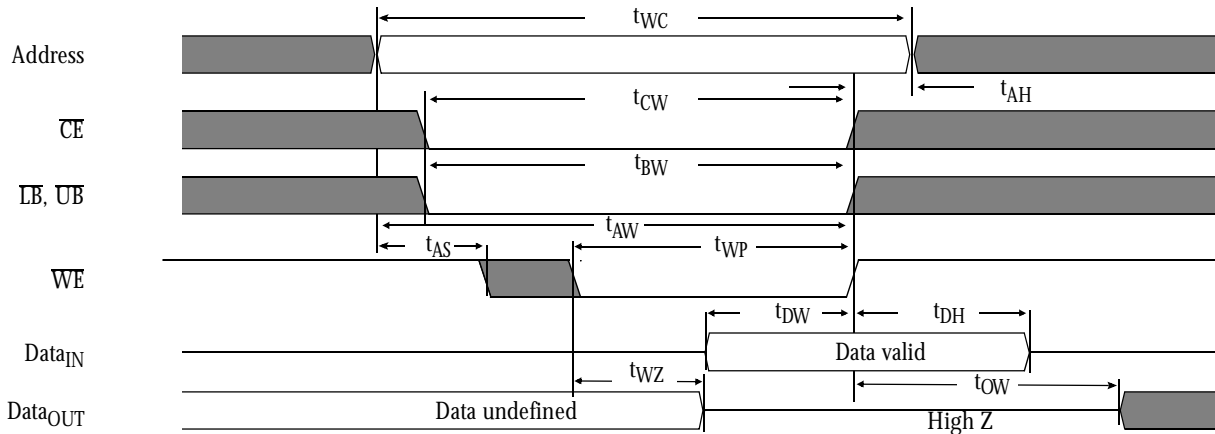 tWC
Address
tAH
tCW
CE
tBW
LB, UB
tAW
tAS
tWP
WE
tDW
tDH
DataIN
Data valid
tWZ
tOW
DataOUT
Data undefined
High Z